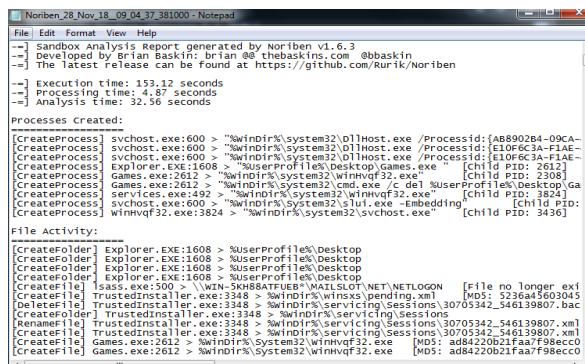 Noriben_28_Nov_18__09_04_37_381000 - Notepad
File Edit Format View Help
-=] Sandbox Analysis Report generated by Noriben v1.6.3
-=] Developed by Brian Baskin: brian @@ thebaskins.com @bbaskin
-=] The latest release can be found at https://github.com/Rurik/Noriben
-=] Execution time: 153.12 seconds
-=] Processing time: 4.87 seconds
-=] Analysis time: 32.56 seconds
Processes Created:
==================
[CreateProcess] svchost.exe:600 > "%WinDir%\system32\DllHost.exe /Processid:{AB8902B4-09CA-
[CreateProcess] svchost.exe:600 > "%WinDir%\system32\DllHost.exe /Processid:{E10F6C3A-F1AE-
[CreateProcess] svchost.exe:600 > "%WinDir%\system32\DllHost.exe /Processid:{E10F6C3A-F1AE-
[CreateProcess] Explorer.EXE:1608 > "%UserProfile%\Desktop\Games.exe " [Child PID: 2612]
[CreateProcess] Games.exe:2612 > "%WinDir%\system32\WinHvqf32.exe" [Child PID: 2308]
[CreateProcess] Games.exe:2612 > "%WinDir%\system32\cmd.exe /c del %UserProfile%\Desktop\Ga
[CreateProcess] services.exe:492 > "%WinDir%\system32\WinHvqf32.exe" [Child PID: 3824]
[CreateProcess] svchost.exe:600 > "%WinDir%\system32\slui.exe -Embedding" [Child PID:
[CreateProcess] WinHvqf32.exe:3824 > "%WinDir%\system32\svchost.exe" [Child PID: 3436]
File Activity:
==================
[CreateFolder] Explorer.EXE:1608 > %UserProfile%\Desktop
[CreateFolder] Explorer.EXE:1608 > %UserProfile%\Desktop
[CreateFolder] Explorer.EXE:1608 > %UserProfile%\Desktop
[CreateFolder] Explorer.EXE:1608 > %UserProfile%\Desktop
[CreateFile] lsass.exe:500 > \\WIN-5KH88ATFUEB*\MAILSLOT\NET\NETLOGON [File no longer exi
[CreateFile] TrustedInstaller.exe:3348 > %WinDir%\winsxs\pending.xml [MD5: 5236a45603045
[DeleteFile] TrustedInstaller.exe:3348 > %WinDir%\servicing\Sessions\30705342_546139807.bac
[CreateFolder] TrustedInstaller.exe:3348 > %WinDir%\servicing\Sessions
[RenameFile] TrustedInstaller.exe:3348 > %WinDir%\servicing\Sessions\30705342_546139807.xml
[CreateFile] TrustedInstaller.exe:3348 > %WinDir%\servicing\Sessions\30705342_546139807.xml
[CreateFile] Games.exe:2612 > %WinDir%\System32\WinHvqf32.exe [MD5: ad84220b21faa7f98ecc0
[CreateFile] Games.exe:2612 > %WinDir%\System32\WinHvqf32.exe [MD5: ad84220b21faa7f98ecc